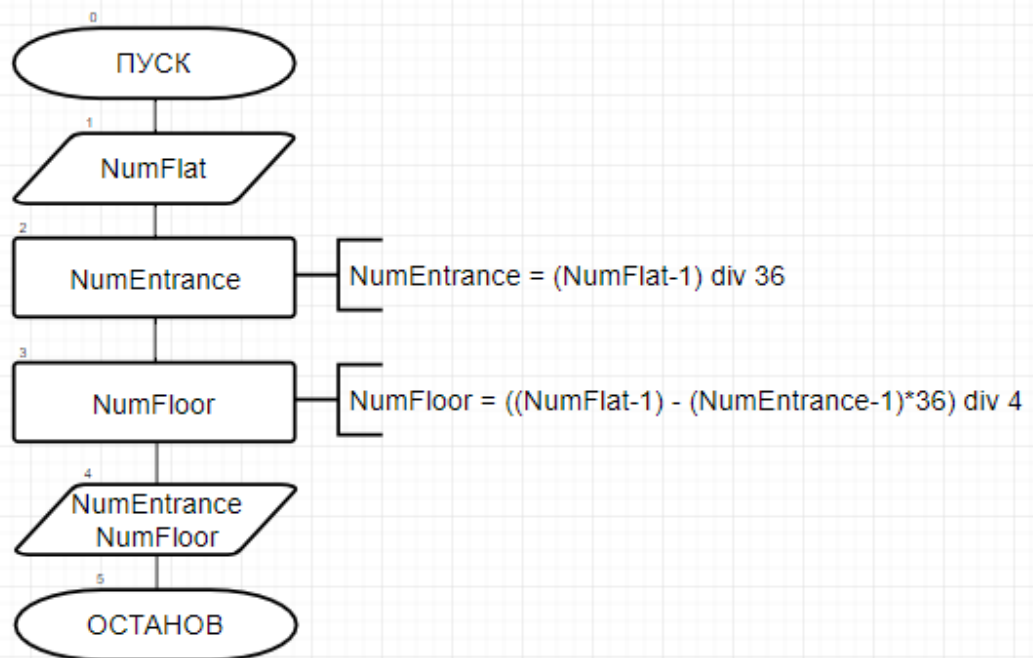 0
ПУСК
1
NumFlat
2
NumEntrance
NumEntrance = (NumFlat-1) div 36
3
NumFloor
NumFloor = ((NumFlat-1) - (NumEntrance-1)*36) div 4
4
NumEntrance
NumFloor
5
ОСТАНОВ